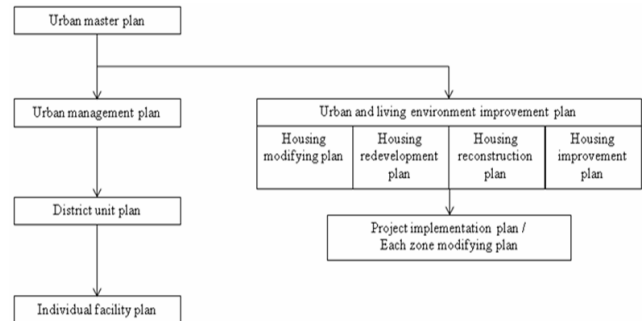 Urban master plan
Urban management plan
Urban and living environment improvement plan
Housing
modifying plan
Housing
redevelopment
plan
Housing
reconstruction
plan
Housing
improvement
plan
District unit plan
Project implementation plan /
Each zone modifying plan
Individual facility plan